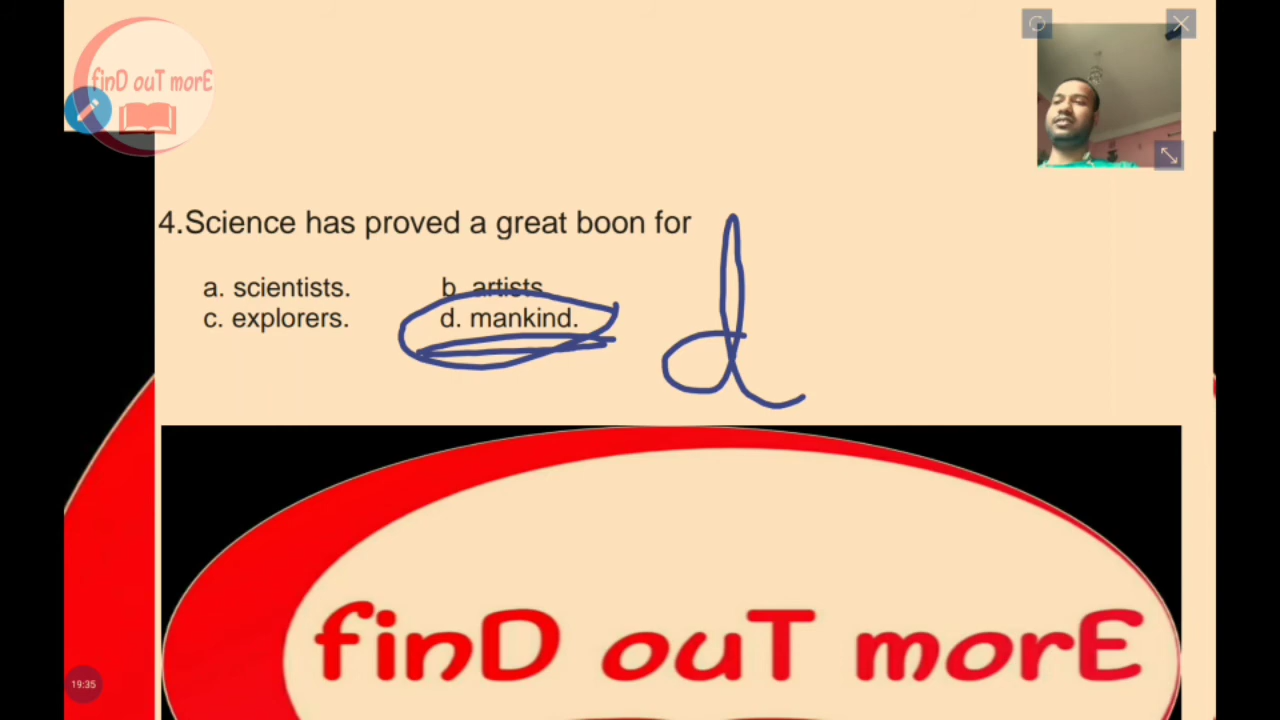 finD ouT morE
4.Science has proved a great boon for
a. scientists. b. artists
c. explorers. d. mankind.
d
finD ouT morE
19:35